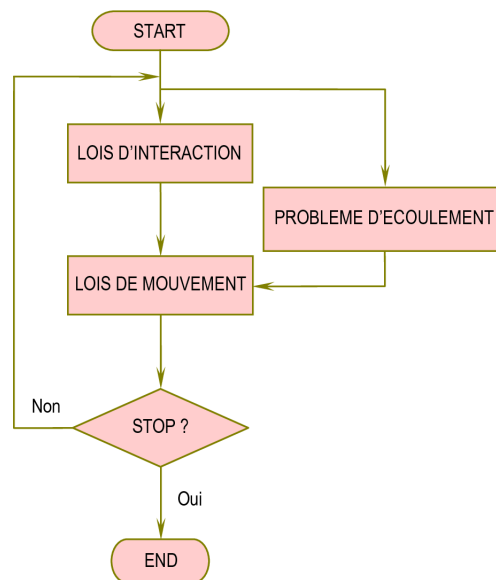 START
LOIS D'INTERACTION
PROBLEME D'ECOULEMENT
LOIS DE MOUVEMENT
Non
STOP ?
Oui
END